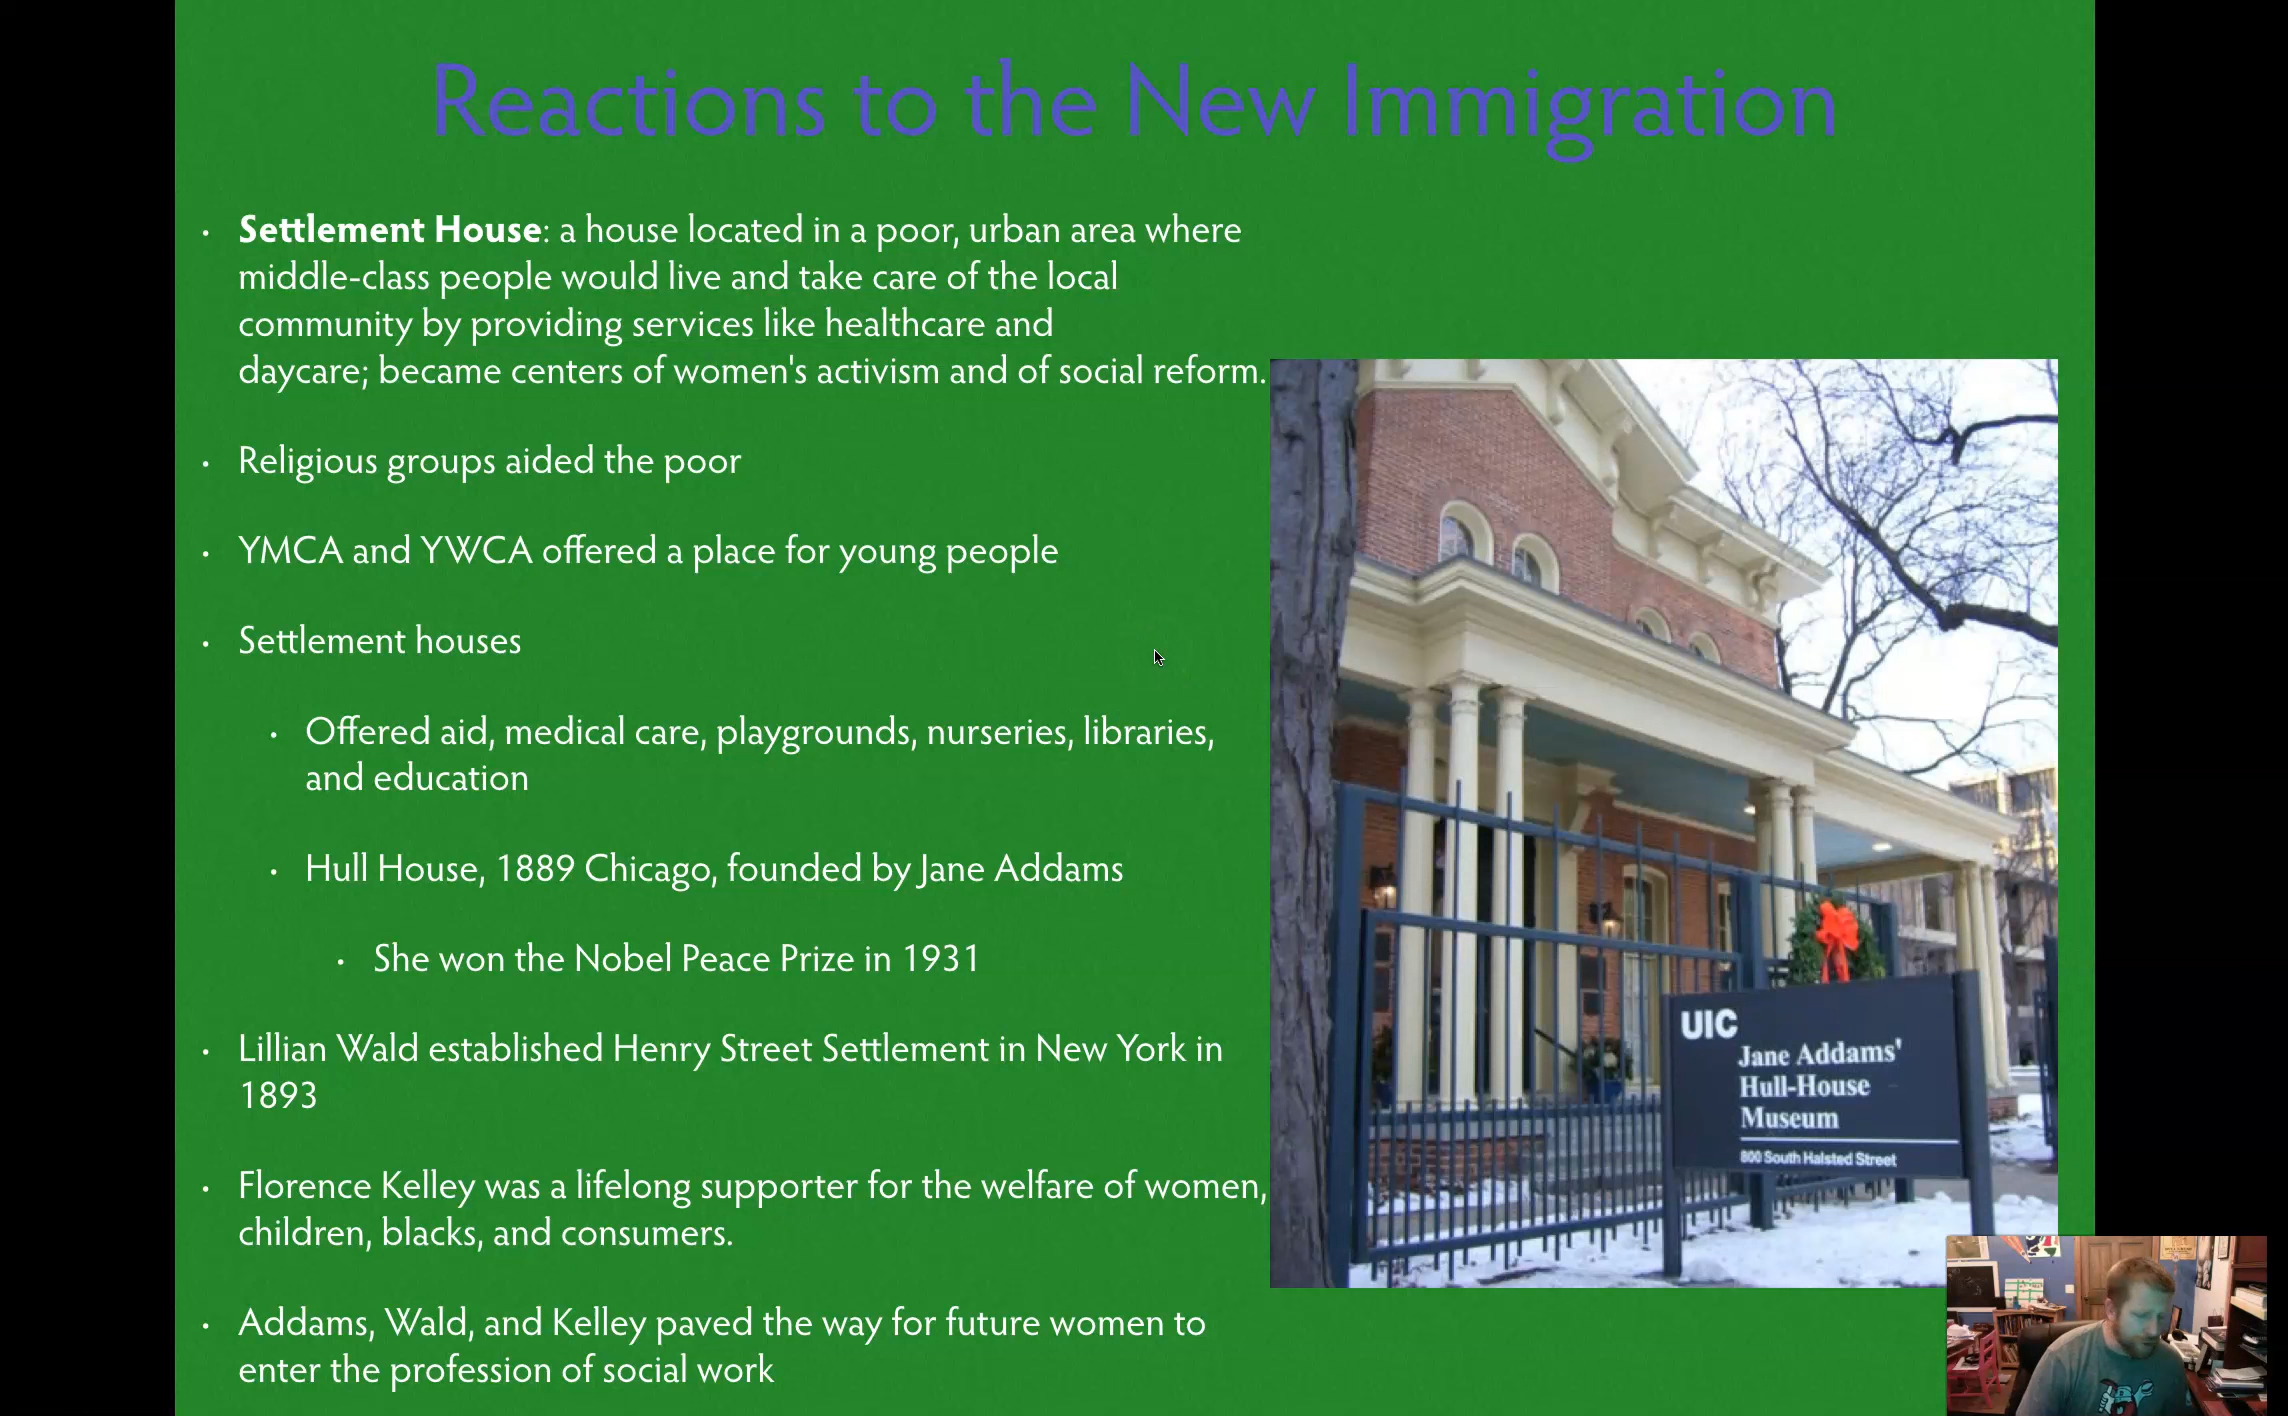 Reactions to the New Immigration
• Settlement House: a house located in a poor, urban area where
middle-class people would live and take care of the local
community by providing services like healthcare and
daycare; became centers of women's activism and of social reform.
• Religious groups aided the poor
• YMCA and YWCA offered a place for young people
• Settlement houses
• Offered aid, medical care, playgrounds, nurseries, libraries,
and education
• Hull House, 1889 Chicago, founded by Jane Addams
• She won the Nobel Peace Prize in 1931
• Lillian Wald established Henry Street Settlement in New York in
1893
• Florence Kelley was a lifelong supporter for the welfare of women,
children, blacks, and consumers.
• Addams, Wald, and Kelley paved the way for future women to
enter the profession of social work
UIC
Jane Addams'
Hull-House
Museum
800 South Halsted Street